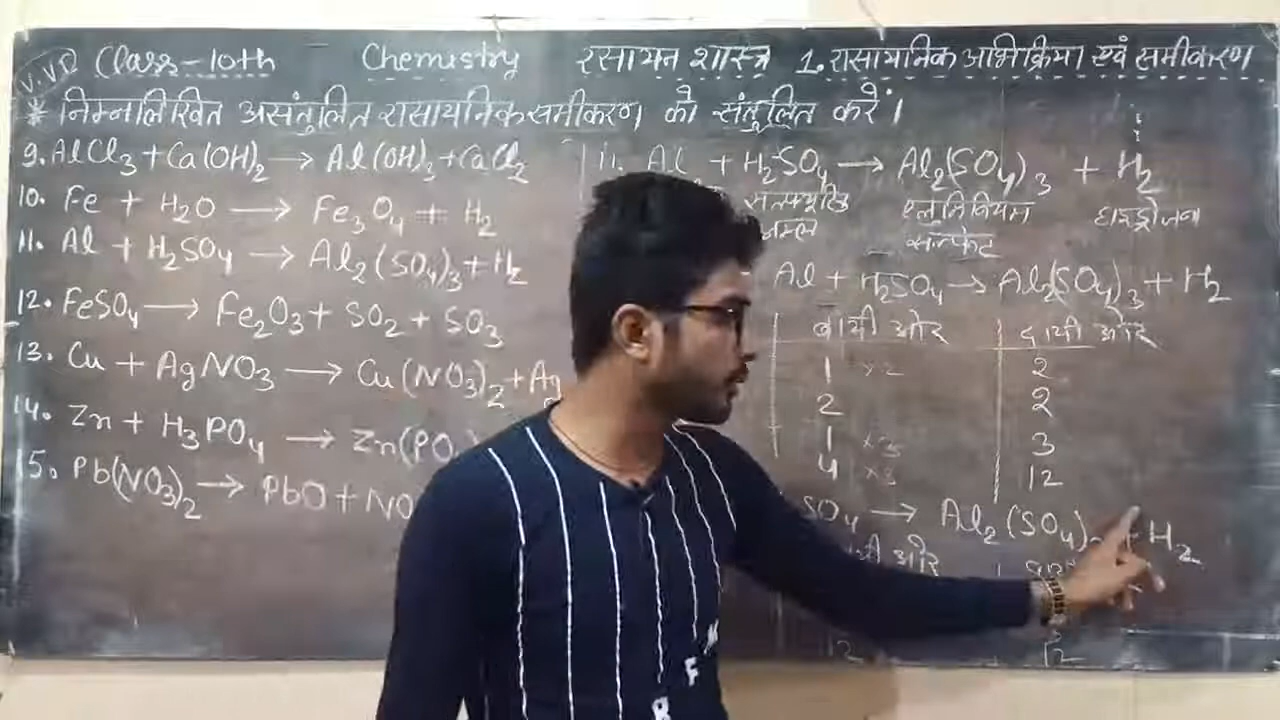 V.V.I Class-10th Chemistry रसायन शास्त्र 1. रासायनिक अभिक्रिया एवं समीकरण
* निम्नलिखित असंतुलित रासायनिक समीकरण को संतुलित करें।
9. AlCl3 + Ca(OH)2 → Al(OH)3 + CaCl2
10. Fe + H2O → Fe3O4 + H2
11. Al + H2SO4 → Al2(SO4)3 + H2
12. FeSO4 → Fe2O3 + SO2 + SO3
13. Cu + AgNO3 → Cu(NO3)2 + Ag
14. Zn + H3PO4 → Zn(PO
15. Pb(NO3)2 → PbO + NO
11. Al + H2SO4 → Al2(SO4)3 + H2
सल्फ्यूरिक एल्युमिनियम हाइड्रोजन
अम्ल सल्फेट
Al + H2SO4 → Al2(SO4)3 + H2
बायीं ओर दायीं ओर
1 ×2 2
2 2
1 ×3 3
4 ×3 12
SO4 → Al2(SO4) + H2
ओर
12 12
R F M